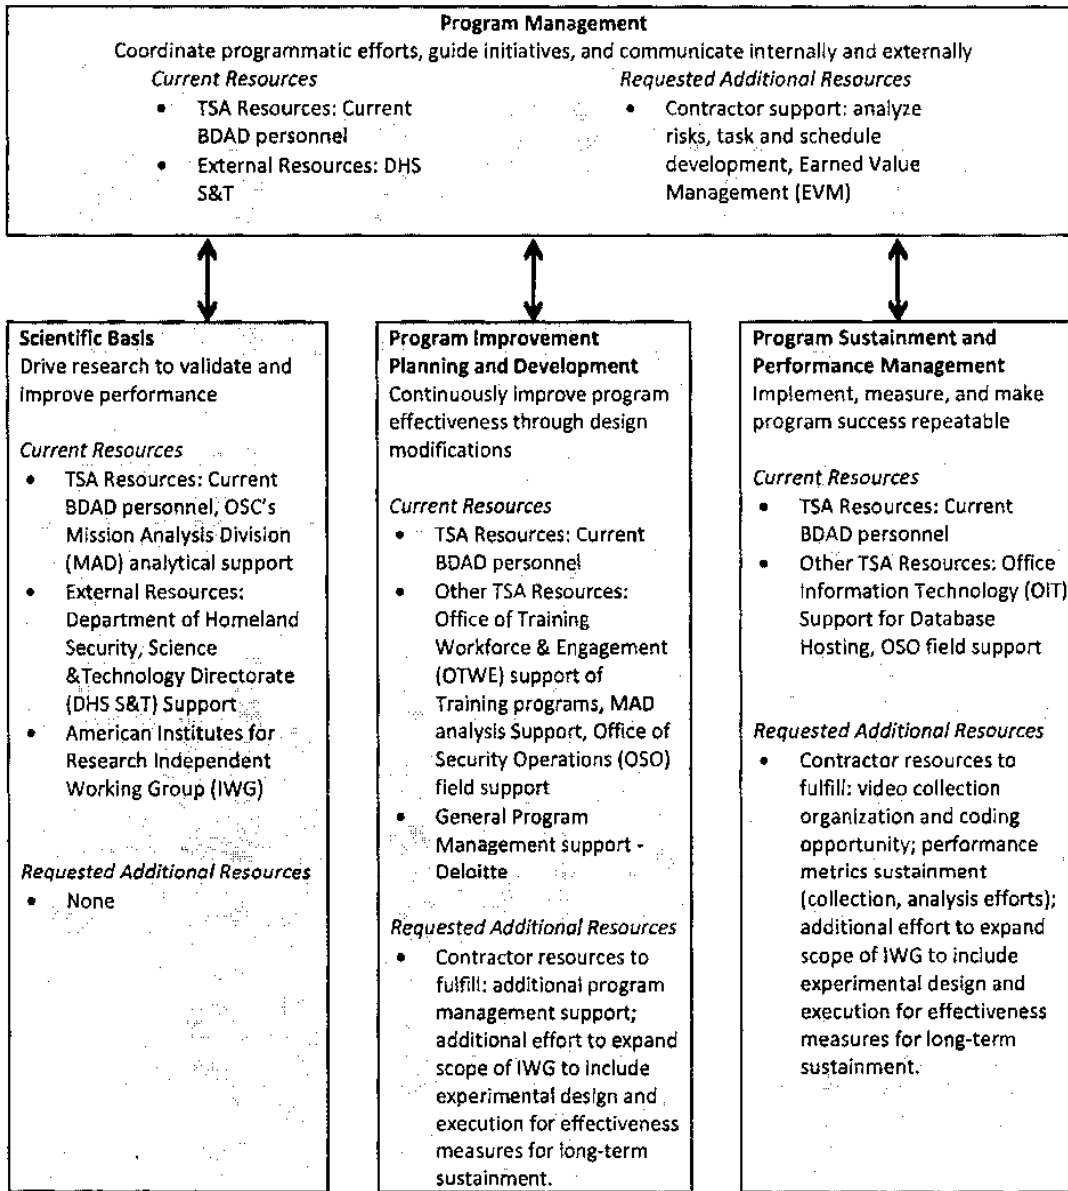 Program Management
Coordinate programmatic efforts, guide initiatives, and communicate internally and externally
Current Resources
• TSA Resources: Current
BDAD personnel
• External Resources: DHS
S&T
Requested Additional Resources
• Contractor support: analyze
risks, task and schedule
development, Earned Value
Management (EVM)
Scientific Basis
Drive research to validate and
improve performance
Current Resources
• TSA Resources: Current
BDAD personnel, OSC's
Mission Analysis Division
(MAD) analytical support
• External Resources:
Department of Homeland
Security, Science
&Technology Directorate
(DHS S&T) Support
• American Institutes for
Research Independent
Working Group (IWG)
Requested Additional Resources
• None
Program Improvement
Planning and Development
Continuously improve program
effectiveness through design
modifications
Current Resources
• TSA Resources: Current
BDAD personnel
• Other TSA Resources:
Office of Training
Workforce & Engagement
(OTWE) support of
Training programs, MAD
analysis Support, Office of
Security Operations (OSO)
field support
• General Program
Management support -
Deloitte
Requested Additional Resources
• Contractor resources to
fulfill: additional program
management support;
additional effort to expand
scope of IWG to include
experimental design and
execution for effectiveness
measures for long-term
sustainment.
Program Sustainment and
Performance Management
Implement, measure, and make
program success repeatable
Current Resources
• TSA Resources: Current
BDAD personnel
• Other TSA Resources: Office
Information Technology (OIT)
Support for Database
Hosting, OSO field support
Requested Additional Resources
• Contractor resources to
fulfill: video collection
organization and coding
opportunity; performance
metrics sustainment
(collection, analysis efforts);
additional effort to expand
scope of IWG to include
experimental design and
execution for effectiveness
measures for long-term
sustainment.